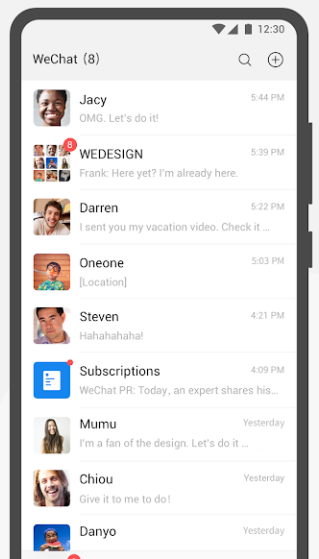 12:30
WeChat (8)
Jacy 5:44 PM
OMG. Let's do it!
8
WEDESIGN 5:39 PM
Frank: Here yet? I'm already here.
Darren 5:22 PM
I sent you my vacation video. Check it ...
Oneone 5:03 PM
[Location]
Steven 4:21 PM
Hahahahaha!
Subscriptions 4:09 PM
WeChat PR: Today, an expert shares his...
Mumu Yesterday
I'm a fan of the design. Let's do it ...
Chiou Yesterday
Give it to me to do!
Danyo Yesterday